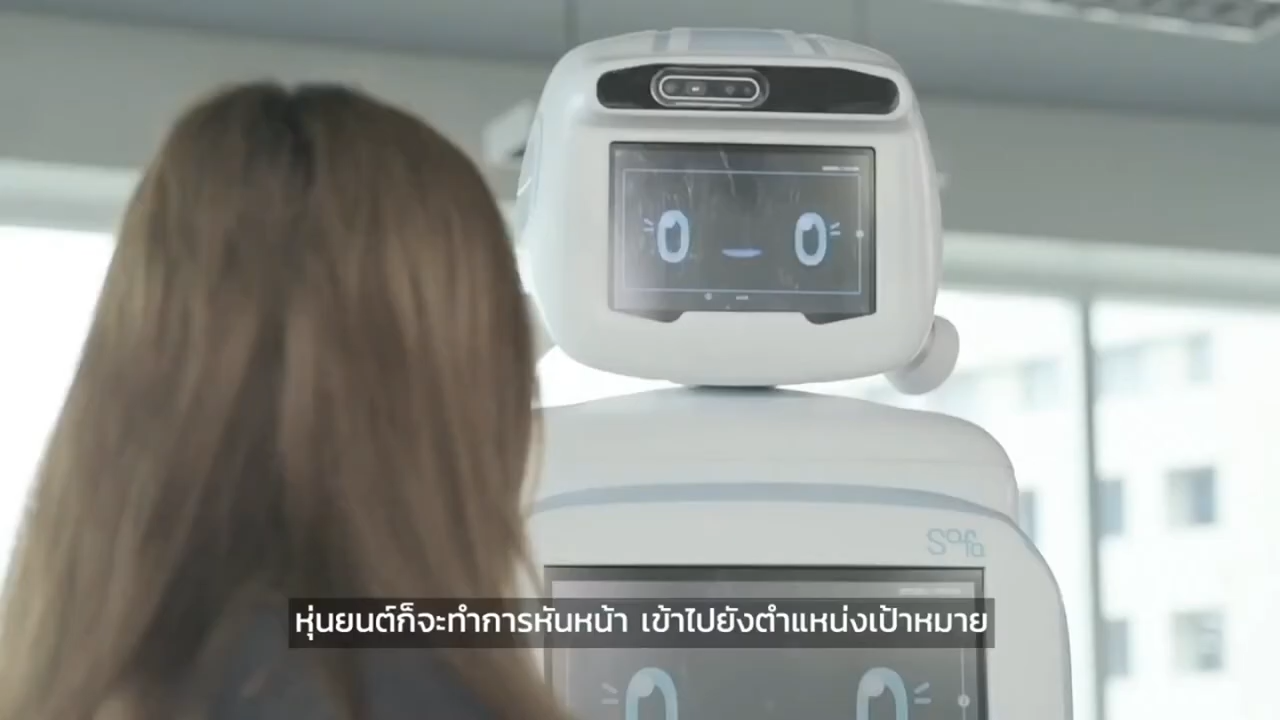 Sofa
หุ่นยนต์ก็จะทำการหันหน้า เข้าไปยังตำแหน่งเป้าหมาย